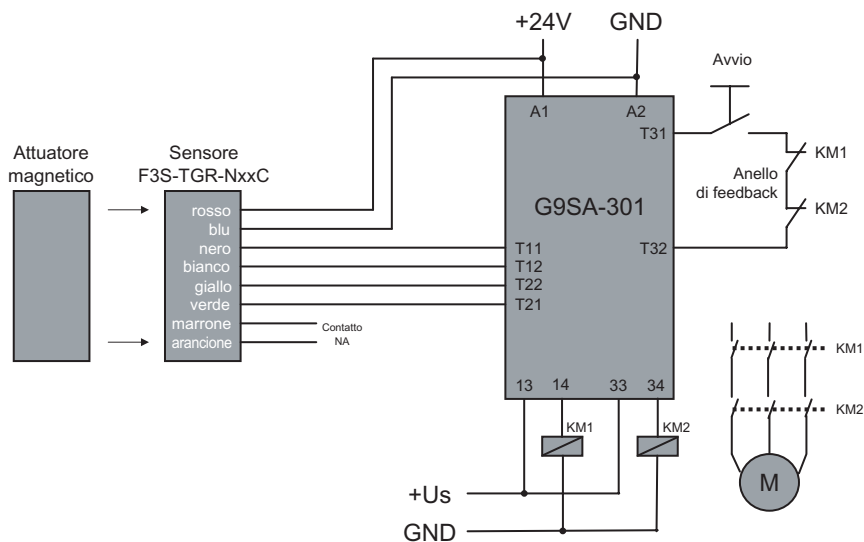 +24V
GND
Avvio
A1
A2
T31
Attuatore
magnetico
Sensore
F3S-TGR-NxxC
KM1
Anello
di feedback
KM2
G9SA-301
rosso
blu
nero
bianco
giallo
verde
marrone
arancione
T11
T12
T22
T21
T32
Contatto
NA
13
14
33
34
KM1
KM2
KM1
KM2
M
+Us
GND